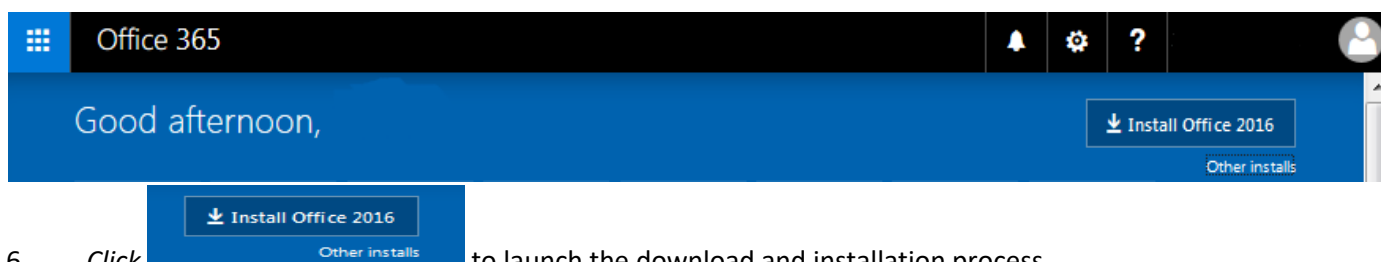 Office 365 ?
Good afternoon,
Install Office 2016
Other installs
Install Office 2016
Other installs
6 Click to launch the download and installation process